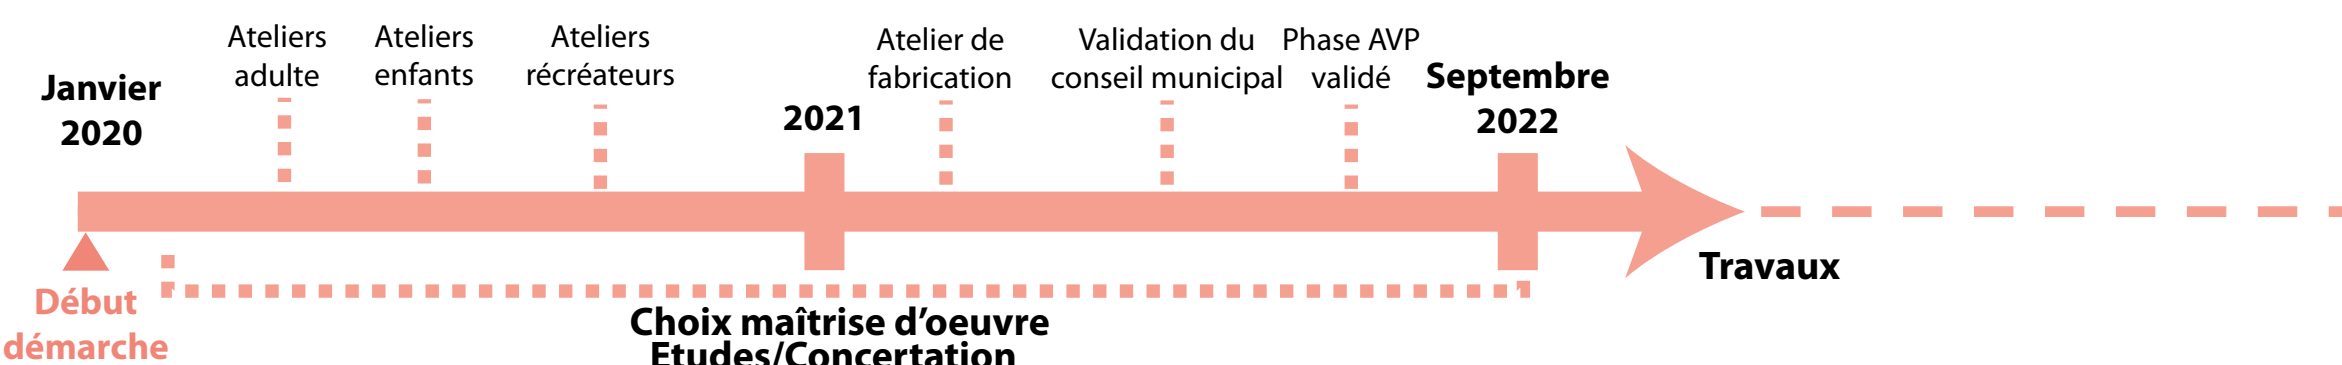 Janvier
2020
Ateliers
adulte
Ateliers
enfants
Ateliers
récréateurs
2021
Atelier de
fabrication
Validation du
conseil municipal
Phase AVP
validé
Septembre
2022
Début
démarche
Choix maîtrise d'oeuvre
Etudes/Concertation
Travaux